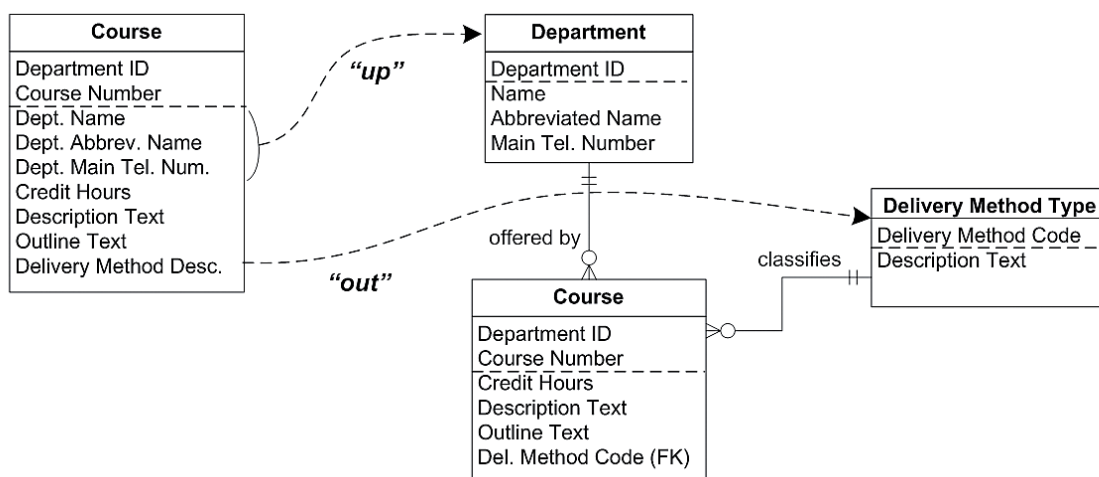 Course
Department ID
Course Number
Dept. Name
Dept. Abbrev. Name
Dept. Main Tel. Num.
Credit Hours
Description Text
Outline Text
Delivery Method Desc.
“up”
“out”
Department
Department ID
Name
Abbreviated Name
Main Tel. Number
offered by
Delivery Method Type
Delivery Method Code
Description Text
classifies
Course
Department ID
Course Number
Credit Hours
Description Text
Outline Text
Del. Method Code (FK)